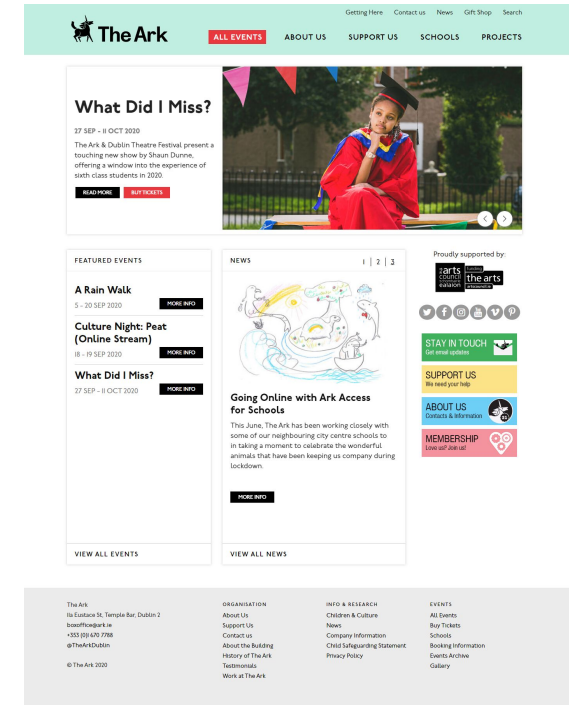 Getting Here Contact us News Gift Shop Search
The Ark
ALL EVENTS ABOUT US SUPPORT US SCHOOLS PROJECTS
What Did I Miss?
27 SEP - 11 OCT 2020
The Ark & Dublin Theatre Festival present a
touching new show by Shaun Dunne,
offering a window into the experience of
sixth class students in 2020.
READ MORE BUY TICKETS
FEATURED EVENTS
A Rain Walk
5 - 20 SEP 2020
MORE INFO
Culture Night: Peat
(Online Stream)
18 - 19 SEP 2020
MORE INFO
What Did I Miss?
27 SEP - 11 OCT 2020
MORE INFO
VIEW ALL EVENTS
NEWS 1 | 2 | 3
Going Online with Ark Access
for Schools
This June, The Ark has been working closely with
some of our neighbouring city centre schools to
in taking a moment to celebrate the wonderful
animals that have been keeping us company during
lockdown.
MORE INFO
VIEW ALL NEWS
Proudly supported by:
arts
council
ealaíon
funding
the arts
artscouncil.ie
STAY IN TOUCH
Get email updates
SUPPORT US
We need your help
ABOUT US
Contacts & Information
MEMBERSHIP
Love us? Join us!
The Ark
11a Eustace St, Temple Bar, Dublin 2
boxoffice@ark.ie
+353 (0)1 670 7788
@TheArkDublin
© The Ark 2020
ORGANISATION
About Us
Support Us
Contact us
About the Building
History of The Ark
Testimonials
Work at The Ark
INFO & RESEARCH
Children & Culture
News
Company Information
Child Safeguarding Statement
Privacy Policy
EVENTS
All Events
Buy Tickets
Schools
Booking Information
Events Archive
Gallery